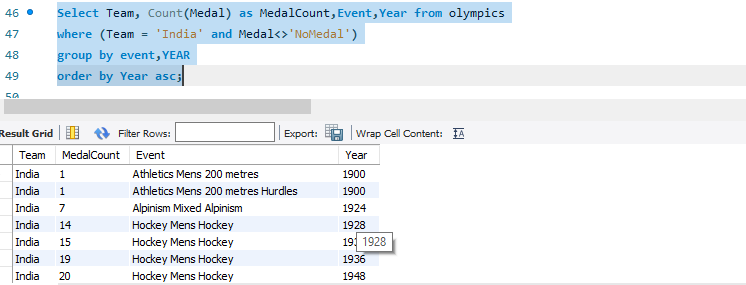 46 Select Team, Count(Medal) as MedalCount,Event,Year from olympics
47 where (Team = 'India' and Medal<>'NoMedal')
48 group by event,YEAR
49 order by Year asc;
50
Result Grid Filter Rows: Export: Wrap Cell Content: IA
Team MedalCount Event Year
India 1 Athletics Mens 200 metres 1900
India 1 Athletics Mens 200 metres Hurdles 1900
India 7 Alpinism Mixed Alpinism 1924
India 14 Hockey Mens Hockey 1928
India 15 Hockey Mens Hockey
1928
India 19 Hockey Mens Hockey 1936
India 20 Hockey Mens Hockey 1948